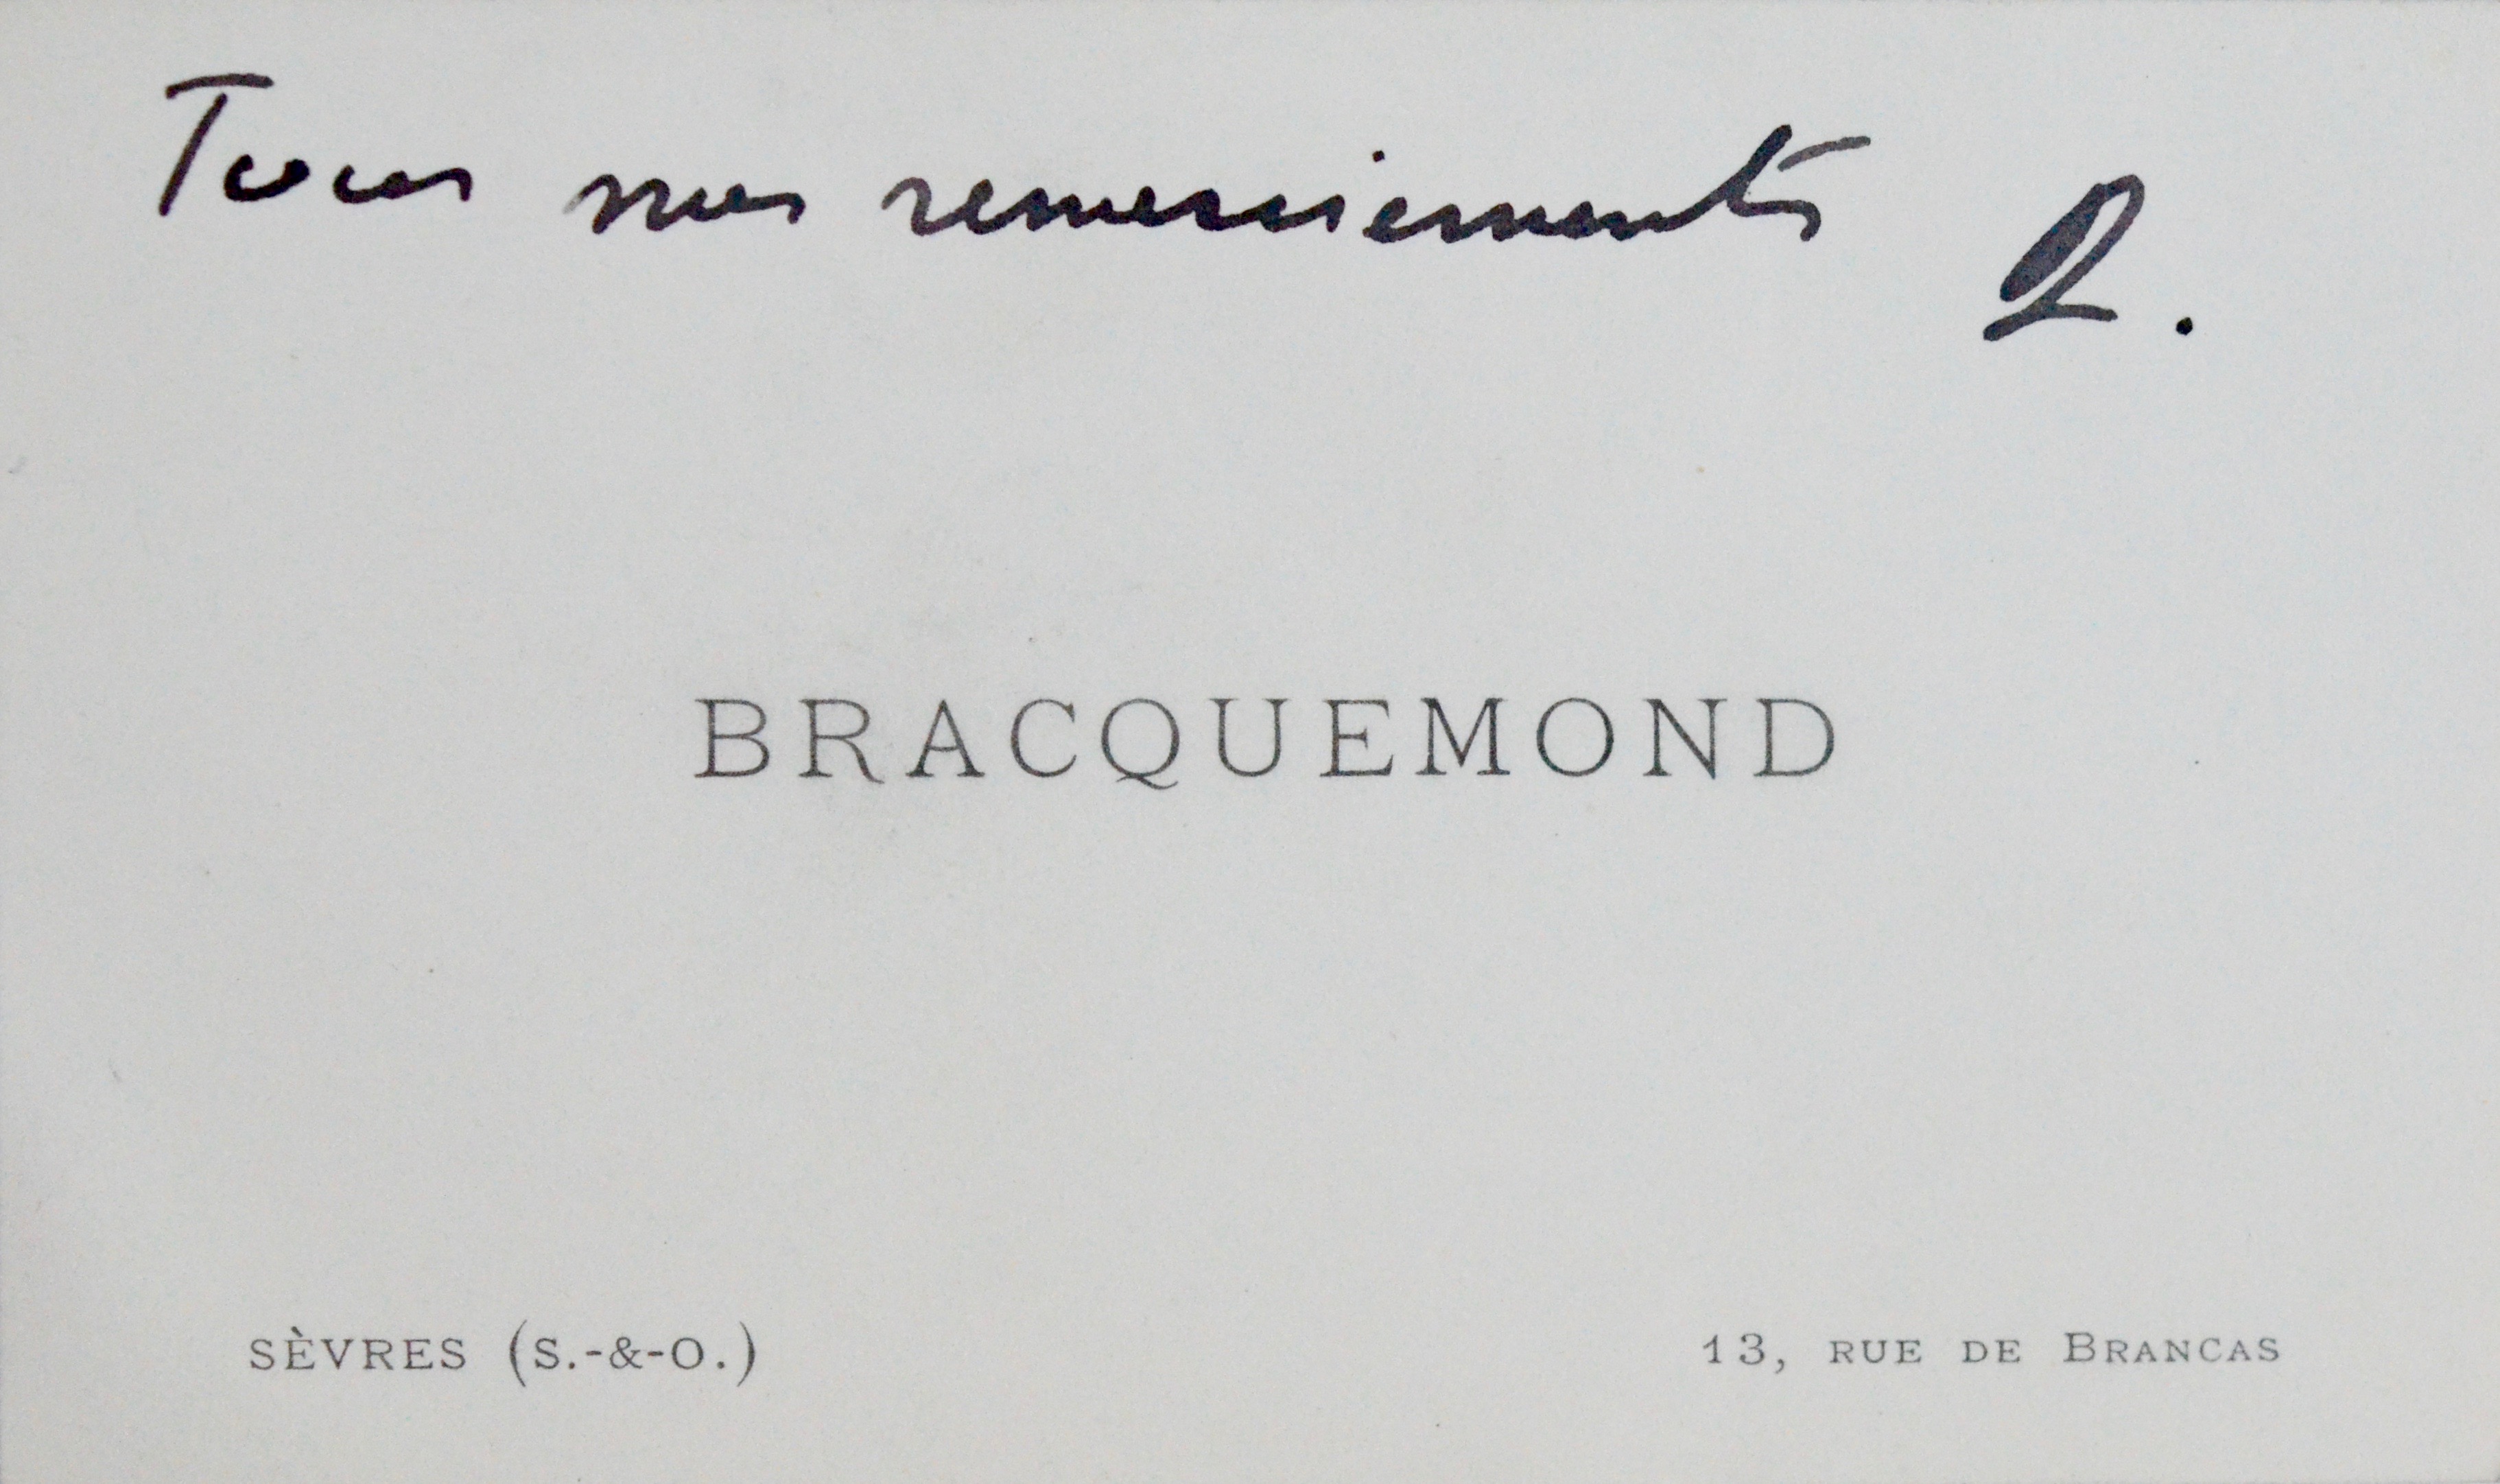 Tous nos remerciements
BRACQUEMOND
SÈVRES (S.-&-O.)
13, RUE DE BRANCAS